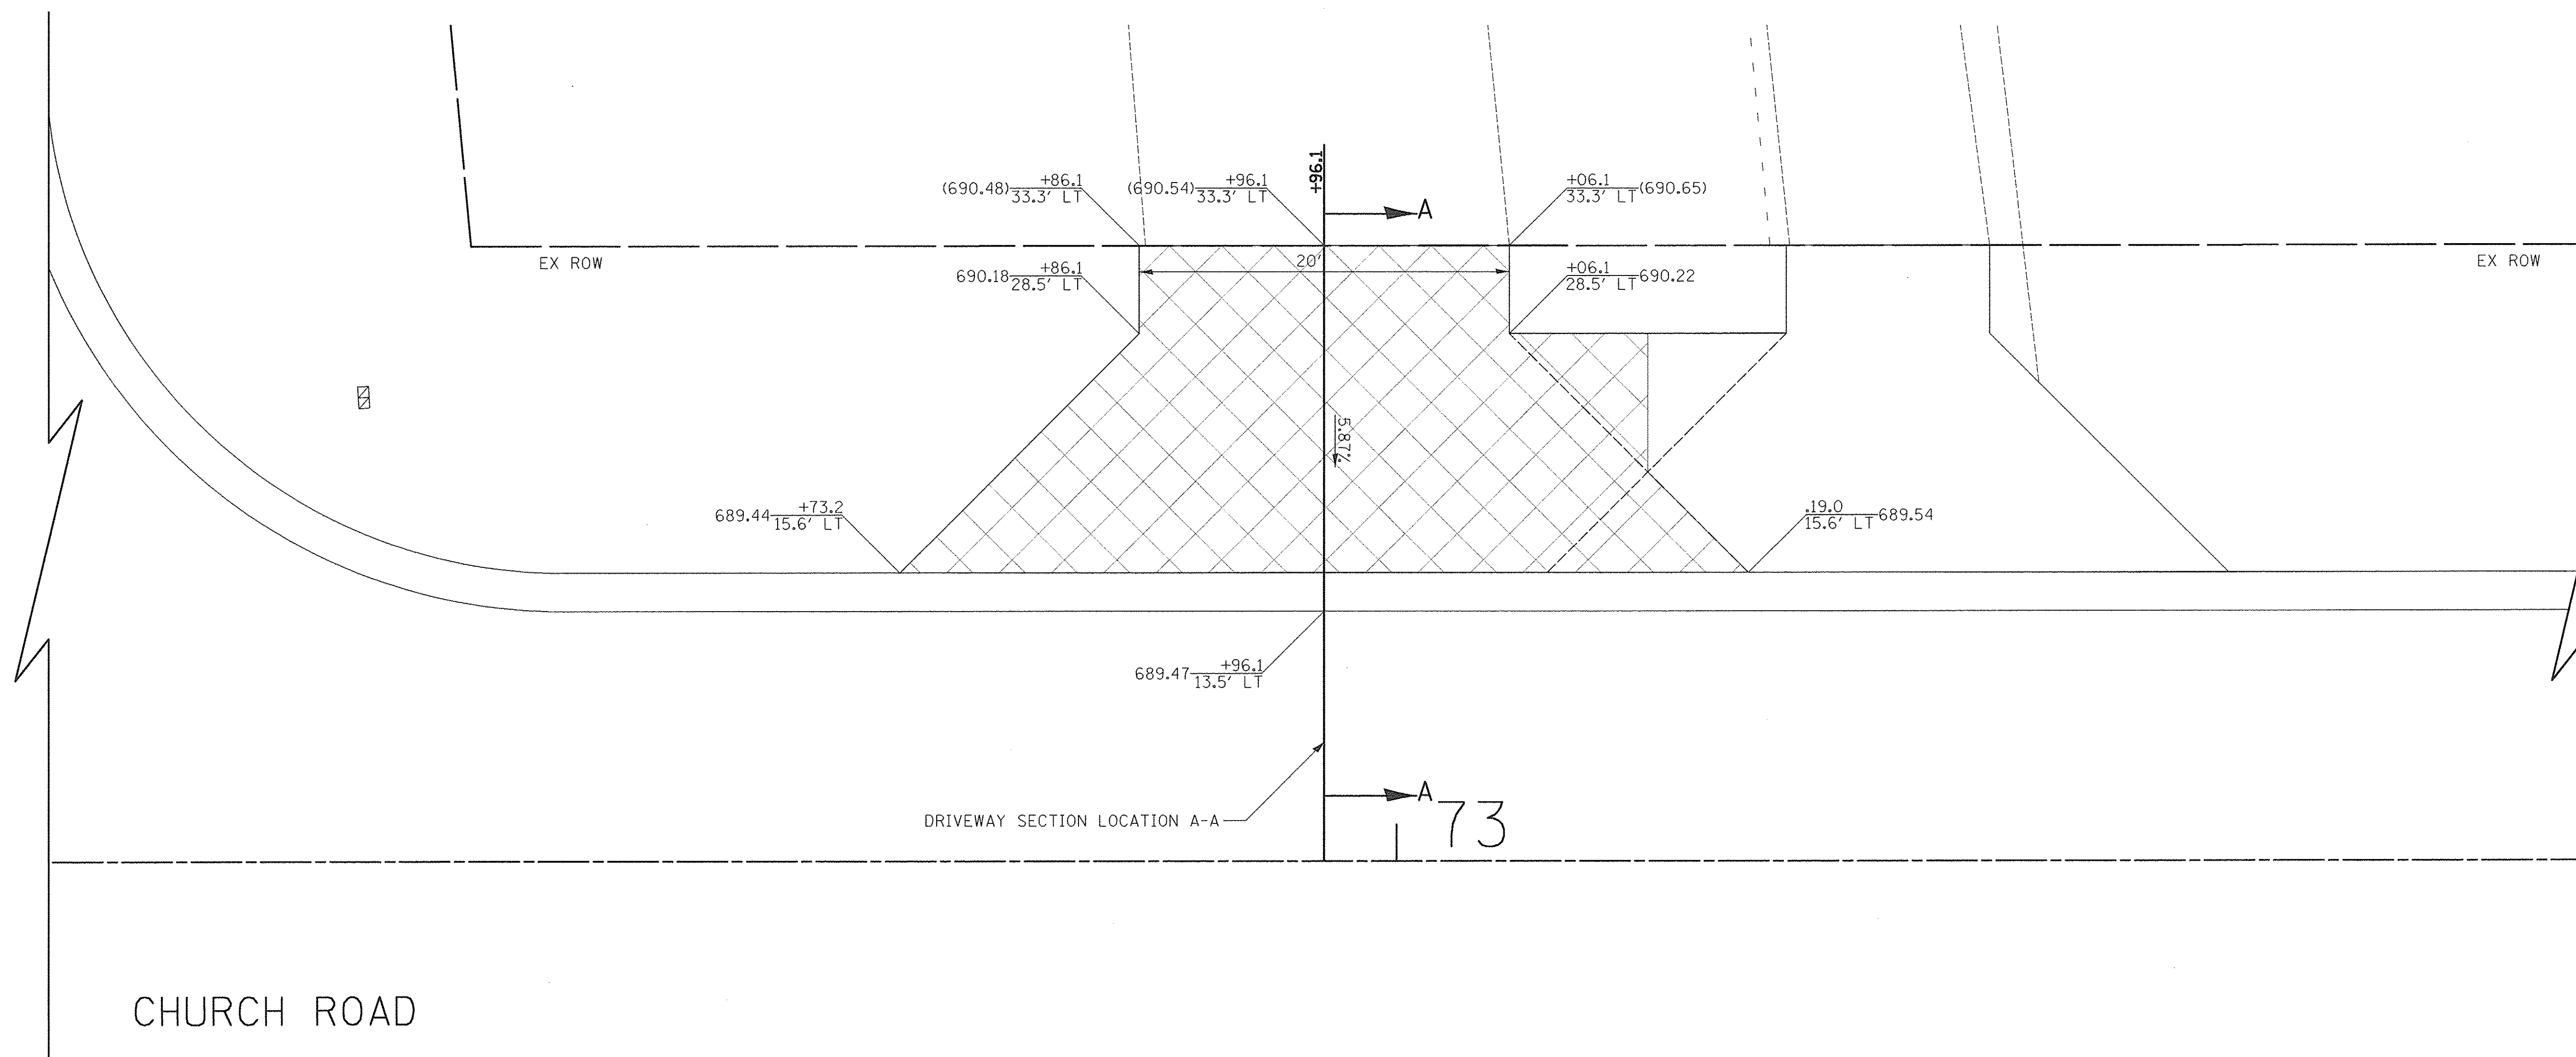 +96.1
(690.48) +86.1
33.3' LT
(690.54) +96.1
33.3' LT
+06.1 (690.65)
33.3' LT
A
EX ROW
20'
EX ROW
690.18 +86.1
28.5' LT
+06.1 690.22
28.5' LT
5.87%
689.44 +73.2
15.6' LT
.19.0 689.54
15.6' LT
689.47 +96.1
13.5' LT
A
73
DRIVEWAY SECTION LOCATION A-A
CHURCH ROAD